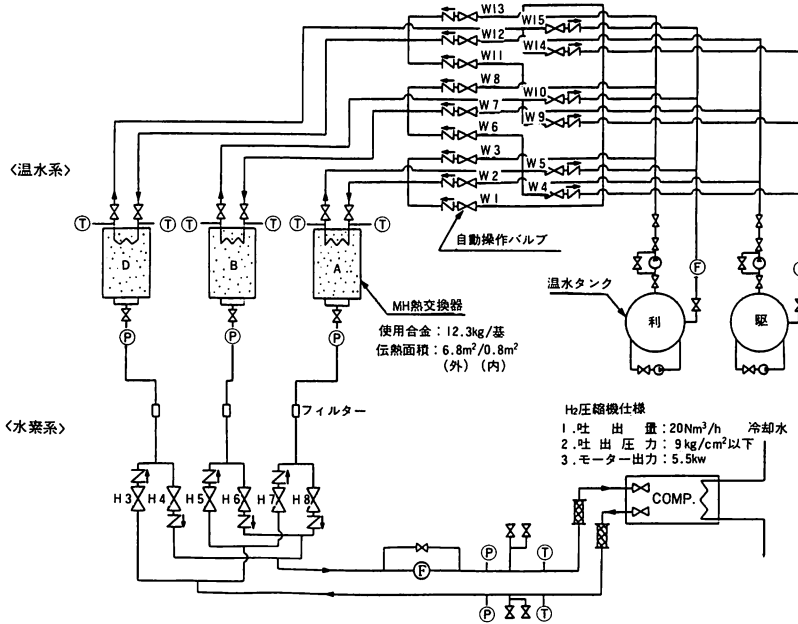 W13
W15
W12
W14
W11
W8
W10
W7
W9
W6
W3
W5
W2
W4
W1
〈温水系〉
自動操作バルブ
T
T
T
T
T
T
D
B
A
F
温水タンク
利
駆
MH熱交換器
使用合金：12.3kg/基
伝熱面積：6.8m²/0.8m²
（外）（内）
P
P
P
フィルター
〈水素系〉
H₂圧縮機仕様
1.吐出量：20Nm³/h
冷却水
2.吐出圧力：9kg/cm²以下
3.モーター出力：5.5kw
H3
H4
H5
H6
H7
H8
COMP.
F
P
T
P
T